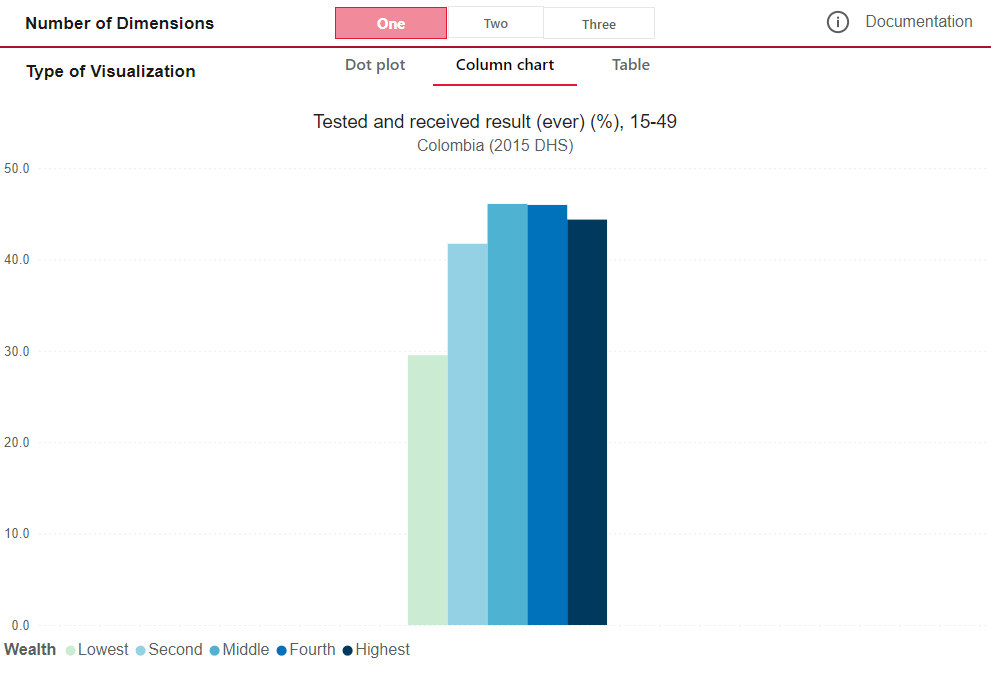 Number of Dimensions One Two Three Documentation
Type of Visualization Dot plot Column chart Table
Tested and received result (ever) (%), 15-49
Colombia (2015 DHS)
50.0
40.0
30.0
20.0
10.0
0.0
Wealth Lowest Second Middle Fourth Highest